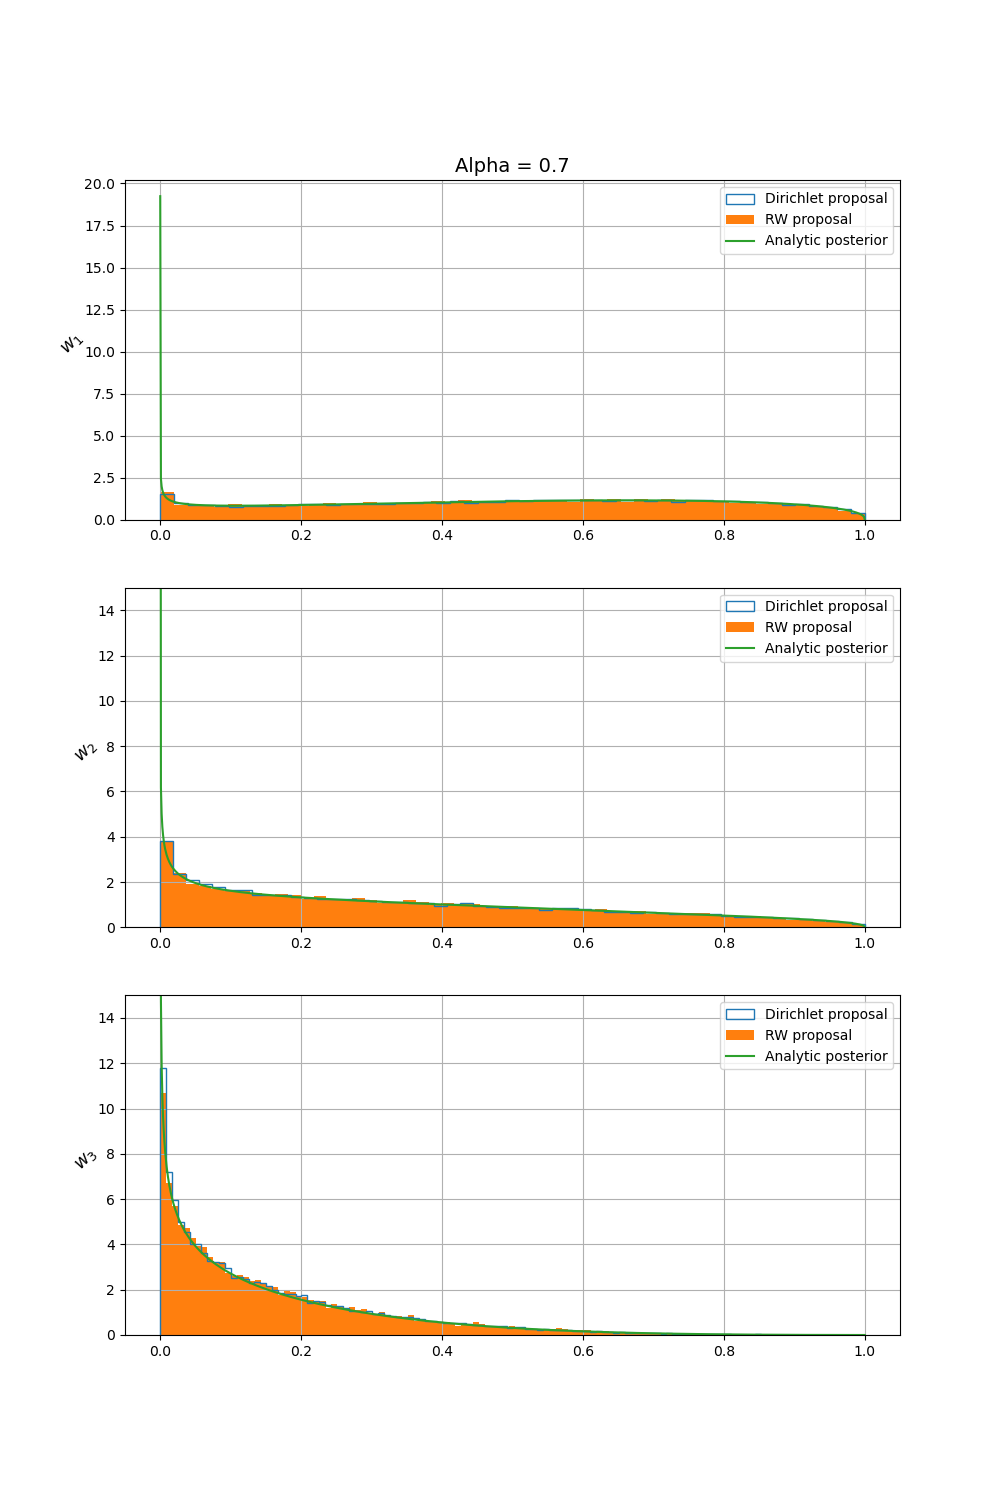 Alpha = 0.7
20.0
17.5
15.0
12.5
10.0
7.5
5.0
2.5
0.0
w₁
Dirichlet proposal
RW proposal
Analytic posterior
0.0 0.2 0.4 0.6 0.8 1.0
14
12
10
8
6
4
2
0
w₂
Dirichlet proposal
RW proposal
Analytic posterior
0.0 0.2 0.4 0.6 0.8 1.0
14
12
10
8
6
4
2
0
w₃
Dirichlet proposal
RW proposal
Analytic posterior
0.0 0.2 0.4 0.6 0.8 1.0